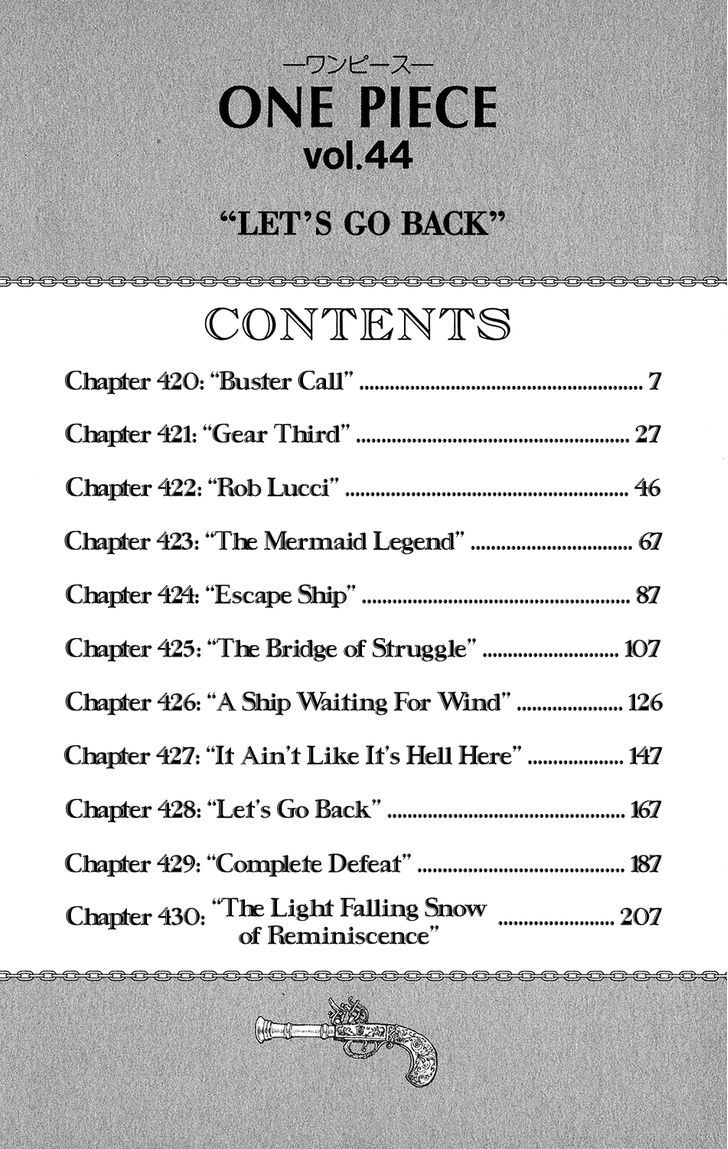 —ワンピース—
ONE PIECE
vol.44
“LET’S GO BACK”
CONTENTS
Chapter 420: “Buster Call” ........................................................ 7
Chapter 421: “Gear Third” ...................................................... 27
Chapter 422: “Rob Lucci” ........................................................ 46
Chapter 423: “The Mermaid Legend” ................................ 67
Chapter 424: “Escape Ship” ..................................................... 87
Chapter 425: “The Bridge of Struggle” ........................... 107
Chapter 426: “A Ship Waiting For Wind” ..................... 126
Chapter 427: “It Ain’t Like It’s Hell Here” ................... 147
Chapter 428: “Let’s Go Back” ............................................... 167
Chapter 429: “Complete Defeat” ......................................... 187
Chapter 430: “The Light Falling Snow
of Reminiscence” ....................... 207